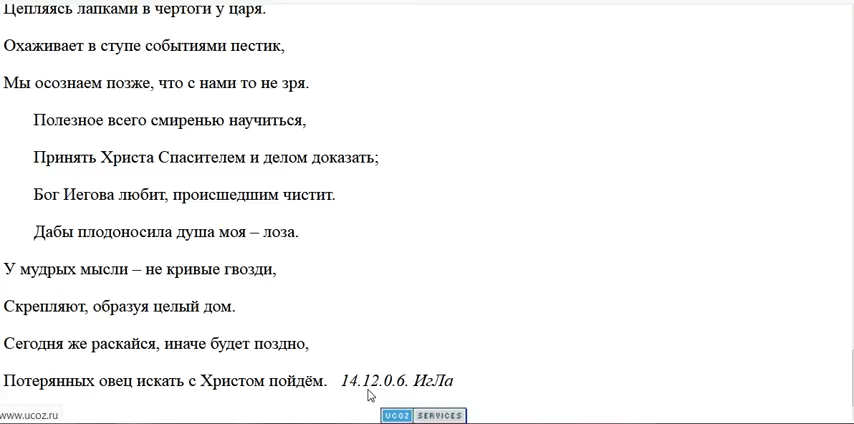 Цепляясь лапками в чертоги у царя.
Охаживает в ступе событиями пестик,
Мы осознаем позже, что с нами то не зря.
Полезное всего смиренью научиться,
Принять Христа Спасителем и делом доказать;
Бог Иегова любит, происшедшим чистит.
Дабы плодоносила душа моя – лоза.
У мудрых мысли – не кривые гвозди,
Скрепляют, образуя целый дом.
Сегодня же раскайся, иначе будет поздно,
Потерянных овец искать с Христом пойдём. 14.12.0.6. ИгЛа
www.ucoz.ru
UCOZ SERVICES